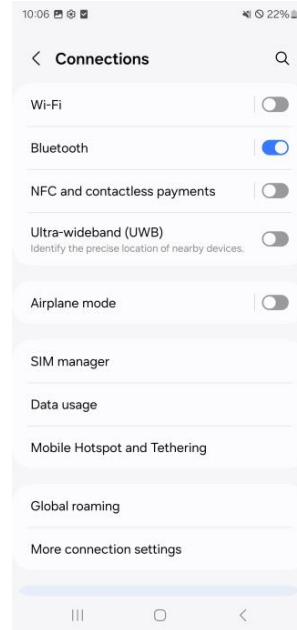 10:06 22%
Connections
Wi-Fi
Bluetooth
NFC and contactless payments
Ultra-wideband (UWB)
Identify the precise location of nearby devices.
Airplane mode
SIM manager
Data usage
Mobile Hotspot and Tethering
Global roaming
More connection settings